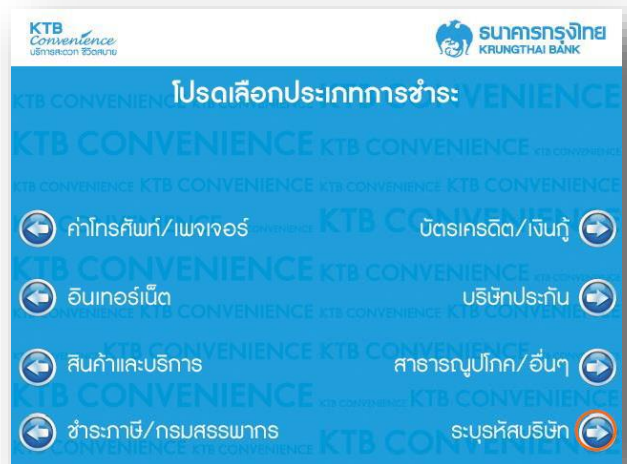 KTB
Convenience
บริการสะดวก ชีวิตสบาย
ธนาคารกรุงไทย
KRUNGTHAI BANK
โปรดเลือกประเภทการชำระ
ค่าโทรศัพท์/เพจเจอร์
บัตรเครดิต/เงินกู้
อินเทอร์เน็ต
บริษัทประกัน
สินค้าและบริการ
สาธารณูปโภค/อื่นๆ
ชำระภาษี/กรมสรรพากร
ระบุรหัสบริษัท